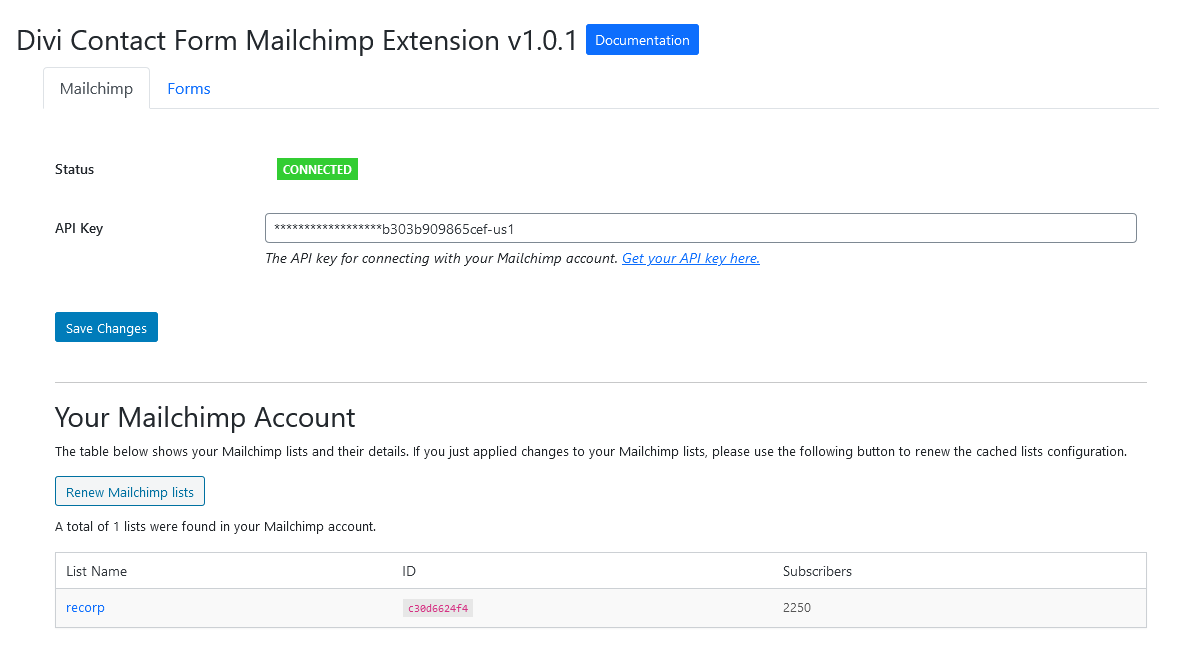 Divi Contact Form Mailchimp Extension v1.0.1 Documentation
Mailchimp Forms
Status CONNECTED
API Key ******************b303b909865cef-us1
The API key for connecting with your Mailchimp account. Get your API key here.
Save Changes
Your Mailchimp Account
The table below shows your Mailchimp lists and their details. If you just applied changes to your Mailchimp lists, please use the following button to renew the cached lists configuration.
Renew Mailchimp lists
A total of 1 lists were found in your Mailchimp account.
List Name ID Subscribers
recorp c30d6624f4 2250